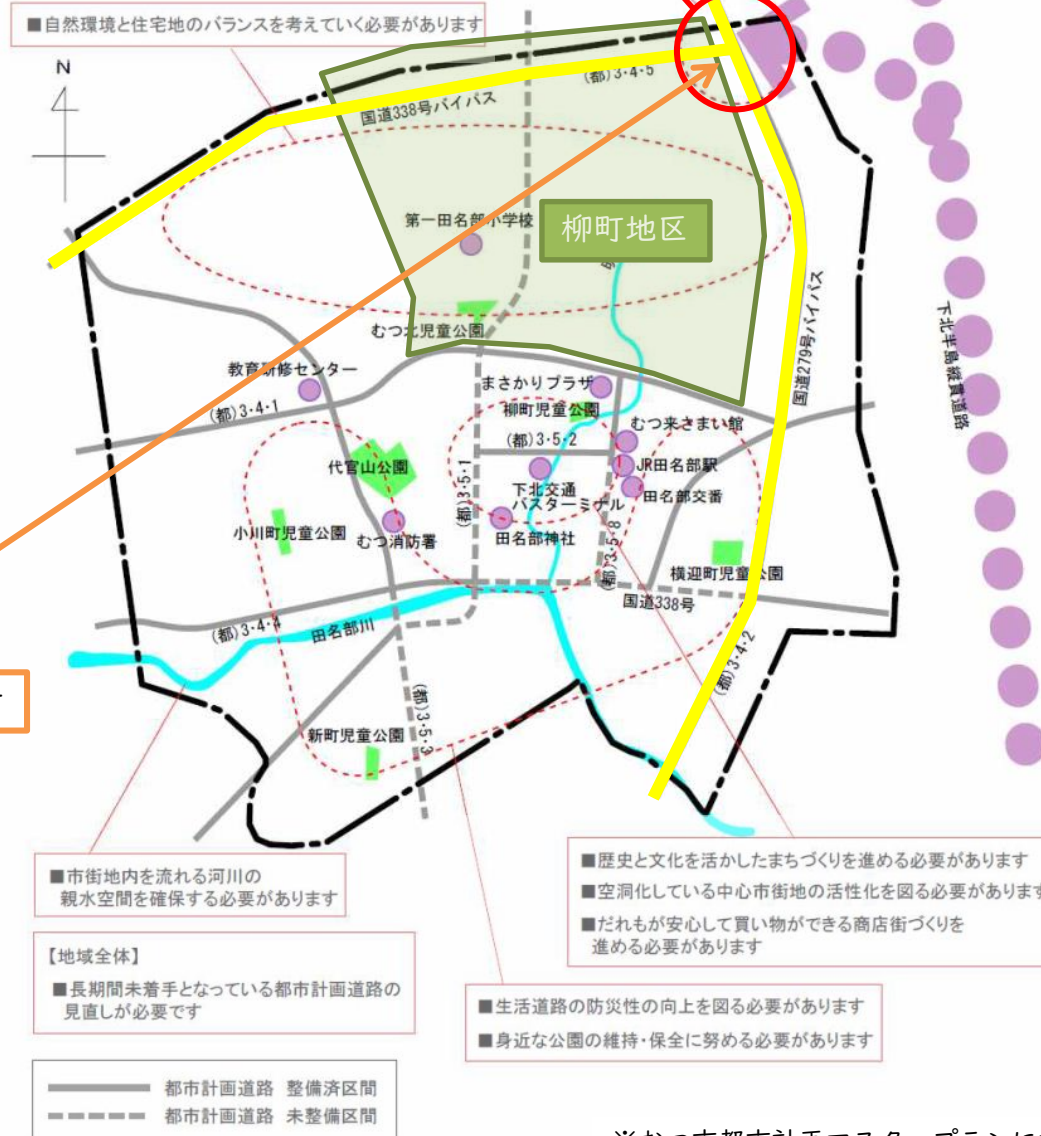 ■自然環境と住宅地のバランスを考えていく必要があります
N
(都)3・4・5
国道338号バイパス
第一田名部小学校
柳町地区
むつ北児童公園
国道279号バイパス
下北半島縦貫道路
教育研修センター
(都)3・4・1
まさかりプラザ
柳町児童公園
むつ来さまい館
(都)3・5・2
代官山公園
(都)3・5・1
JR田名部駅
下北交通
バスターミナル
田名部交番
小川町児童公園
むつ消防署
田名部神社
(都)3・5・8
横迎町児童公園
国道338号
(都)3・4・4
田名部川
(都)3・4・2
(都)3・5・3
新町児童公園
■市街地内を流れる河川の
親水空間を確保する必要があります
■歴史と文化を活かしたまちづくりを進める必要があります
■空洞化している中心市街地の活性化を図る必要があります
■だれもが安心して買い物ができる商店街づくりを
進める必要があります
【地域全体】
■長期間未着手となっている都市計画道路の
見直しが必要です
■生活道路の防災性の向上を図る必要があります
■身近な公園の維持・保全に努める必要があります
都市計画道路 整備済区間
都市計画道路 未整備区間